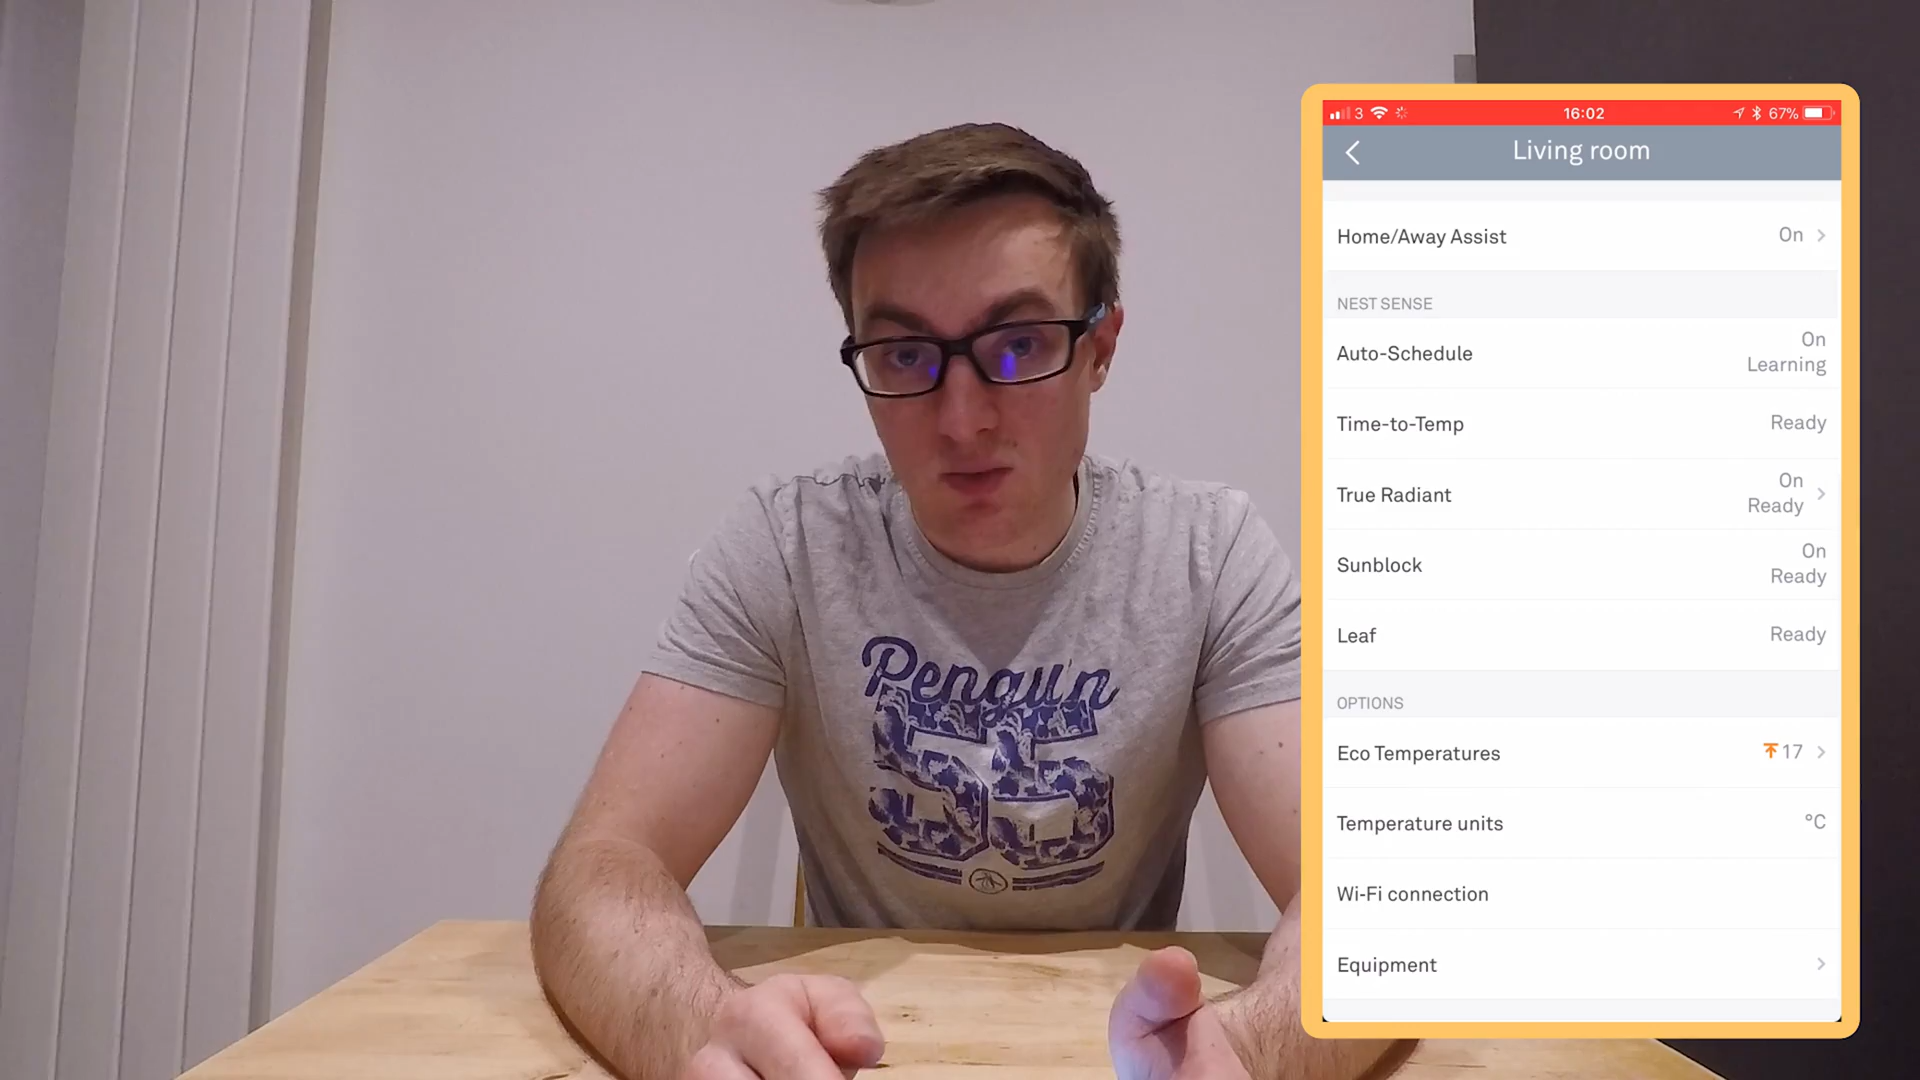 3 16:02 67%
Living room
Home/Away Assist On
NEST SENSE
Auto-Schedule On Learning
Time-to-Temp Ready
True Radiant On Ready
Sunblock On Ready
Leaf Ready
OPTIONS
Eco Temperatures 17
Temperature units °C
Wi-Fi connection
Equipment
Penguin
55